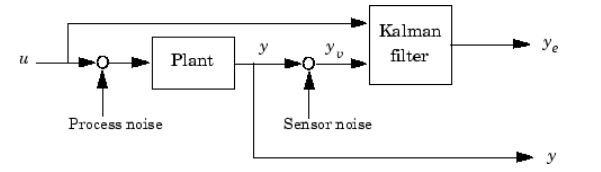 Kalman
filter
y_e
u
Plant
y
y_v
Process noise
Sensor noise
y